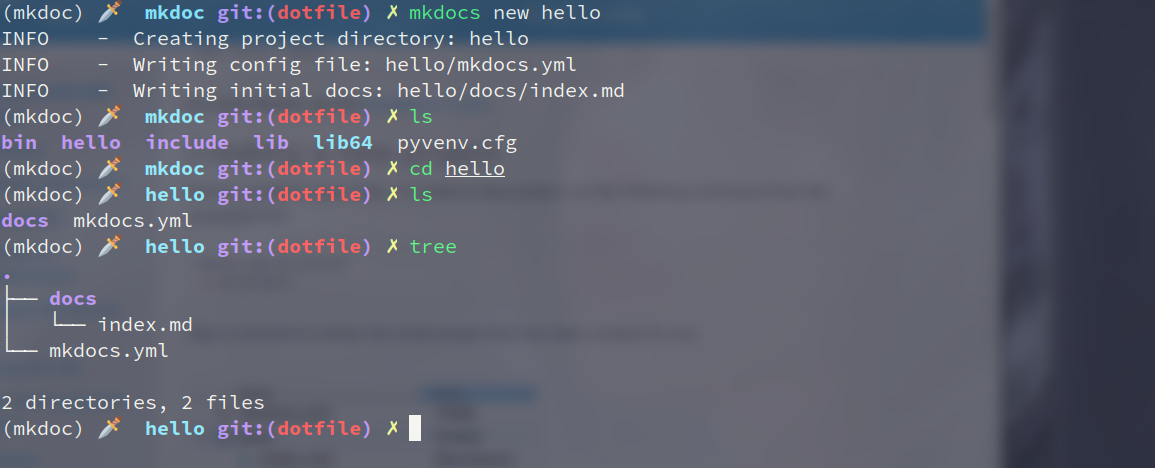 (mkdoc) 🗡 mkdoc git:(dotfile) ✗ mkdocs new hello
INFO    -  Creating project directory: hello
INFO    -  Writing config file: hello/mkdocs.yml
INFO    -  Writing initial docs: hello/docs/index.md
(mkdoc) 🗡 mkdoc git:(dotfile) ✗ ls
bin  hello  include  lib  lib64  pyvenv.cfg
(mkdoc) 🗡 mkdoc git:(dotfile) ✗ cd hello
(mkdoc) 🗡 hello git:(dotfile) ✗ ls
docs  mkdocs.yml
(mkdoc) 🗡 hello git:(dotfile) ✗ tree
.
├── docs
│   └── index.md
└── mkdocs.yml
2 directories, 2 files
(mkdoc) 🗡 hello git:(dotfile) ✗